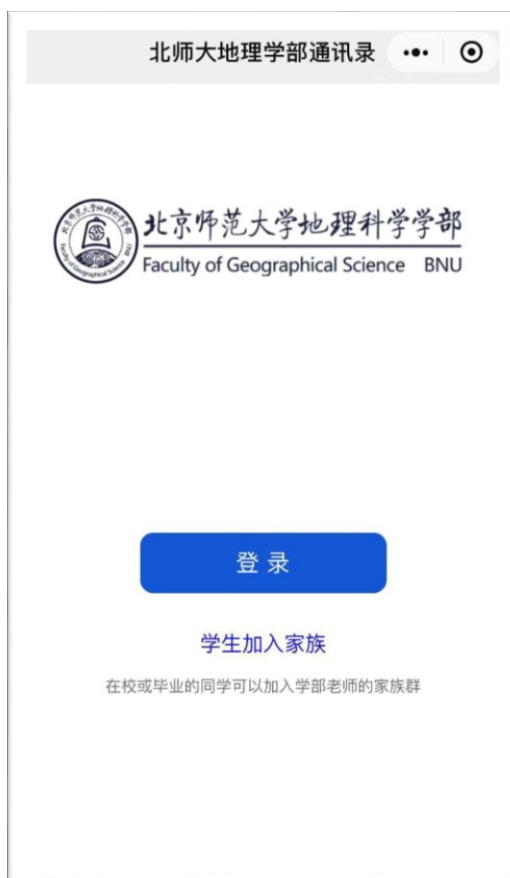 北师大地理学部通讯录
北京师范大学地理科学学部
Faculty of Geographical Science BNU
登录
学生加入家族
在校或毕业的同学可以加入学部老师的家族群